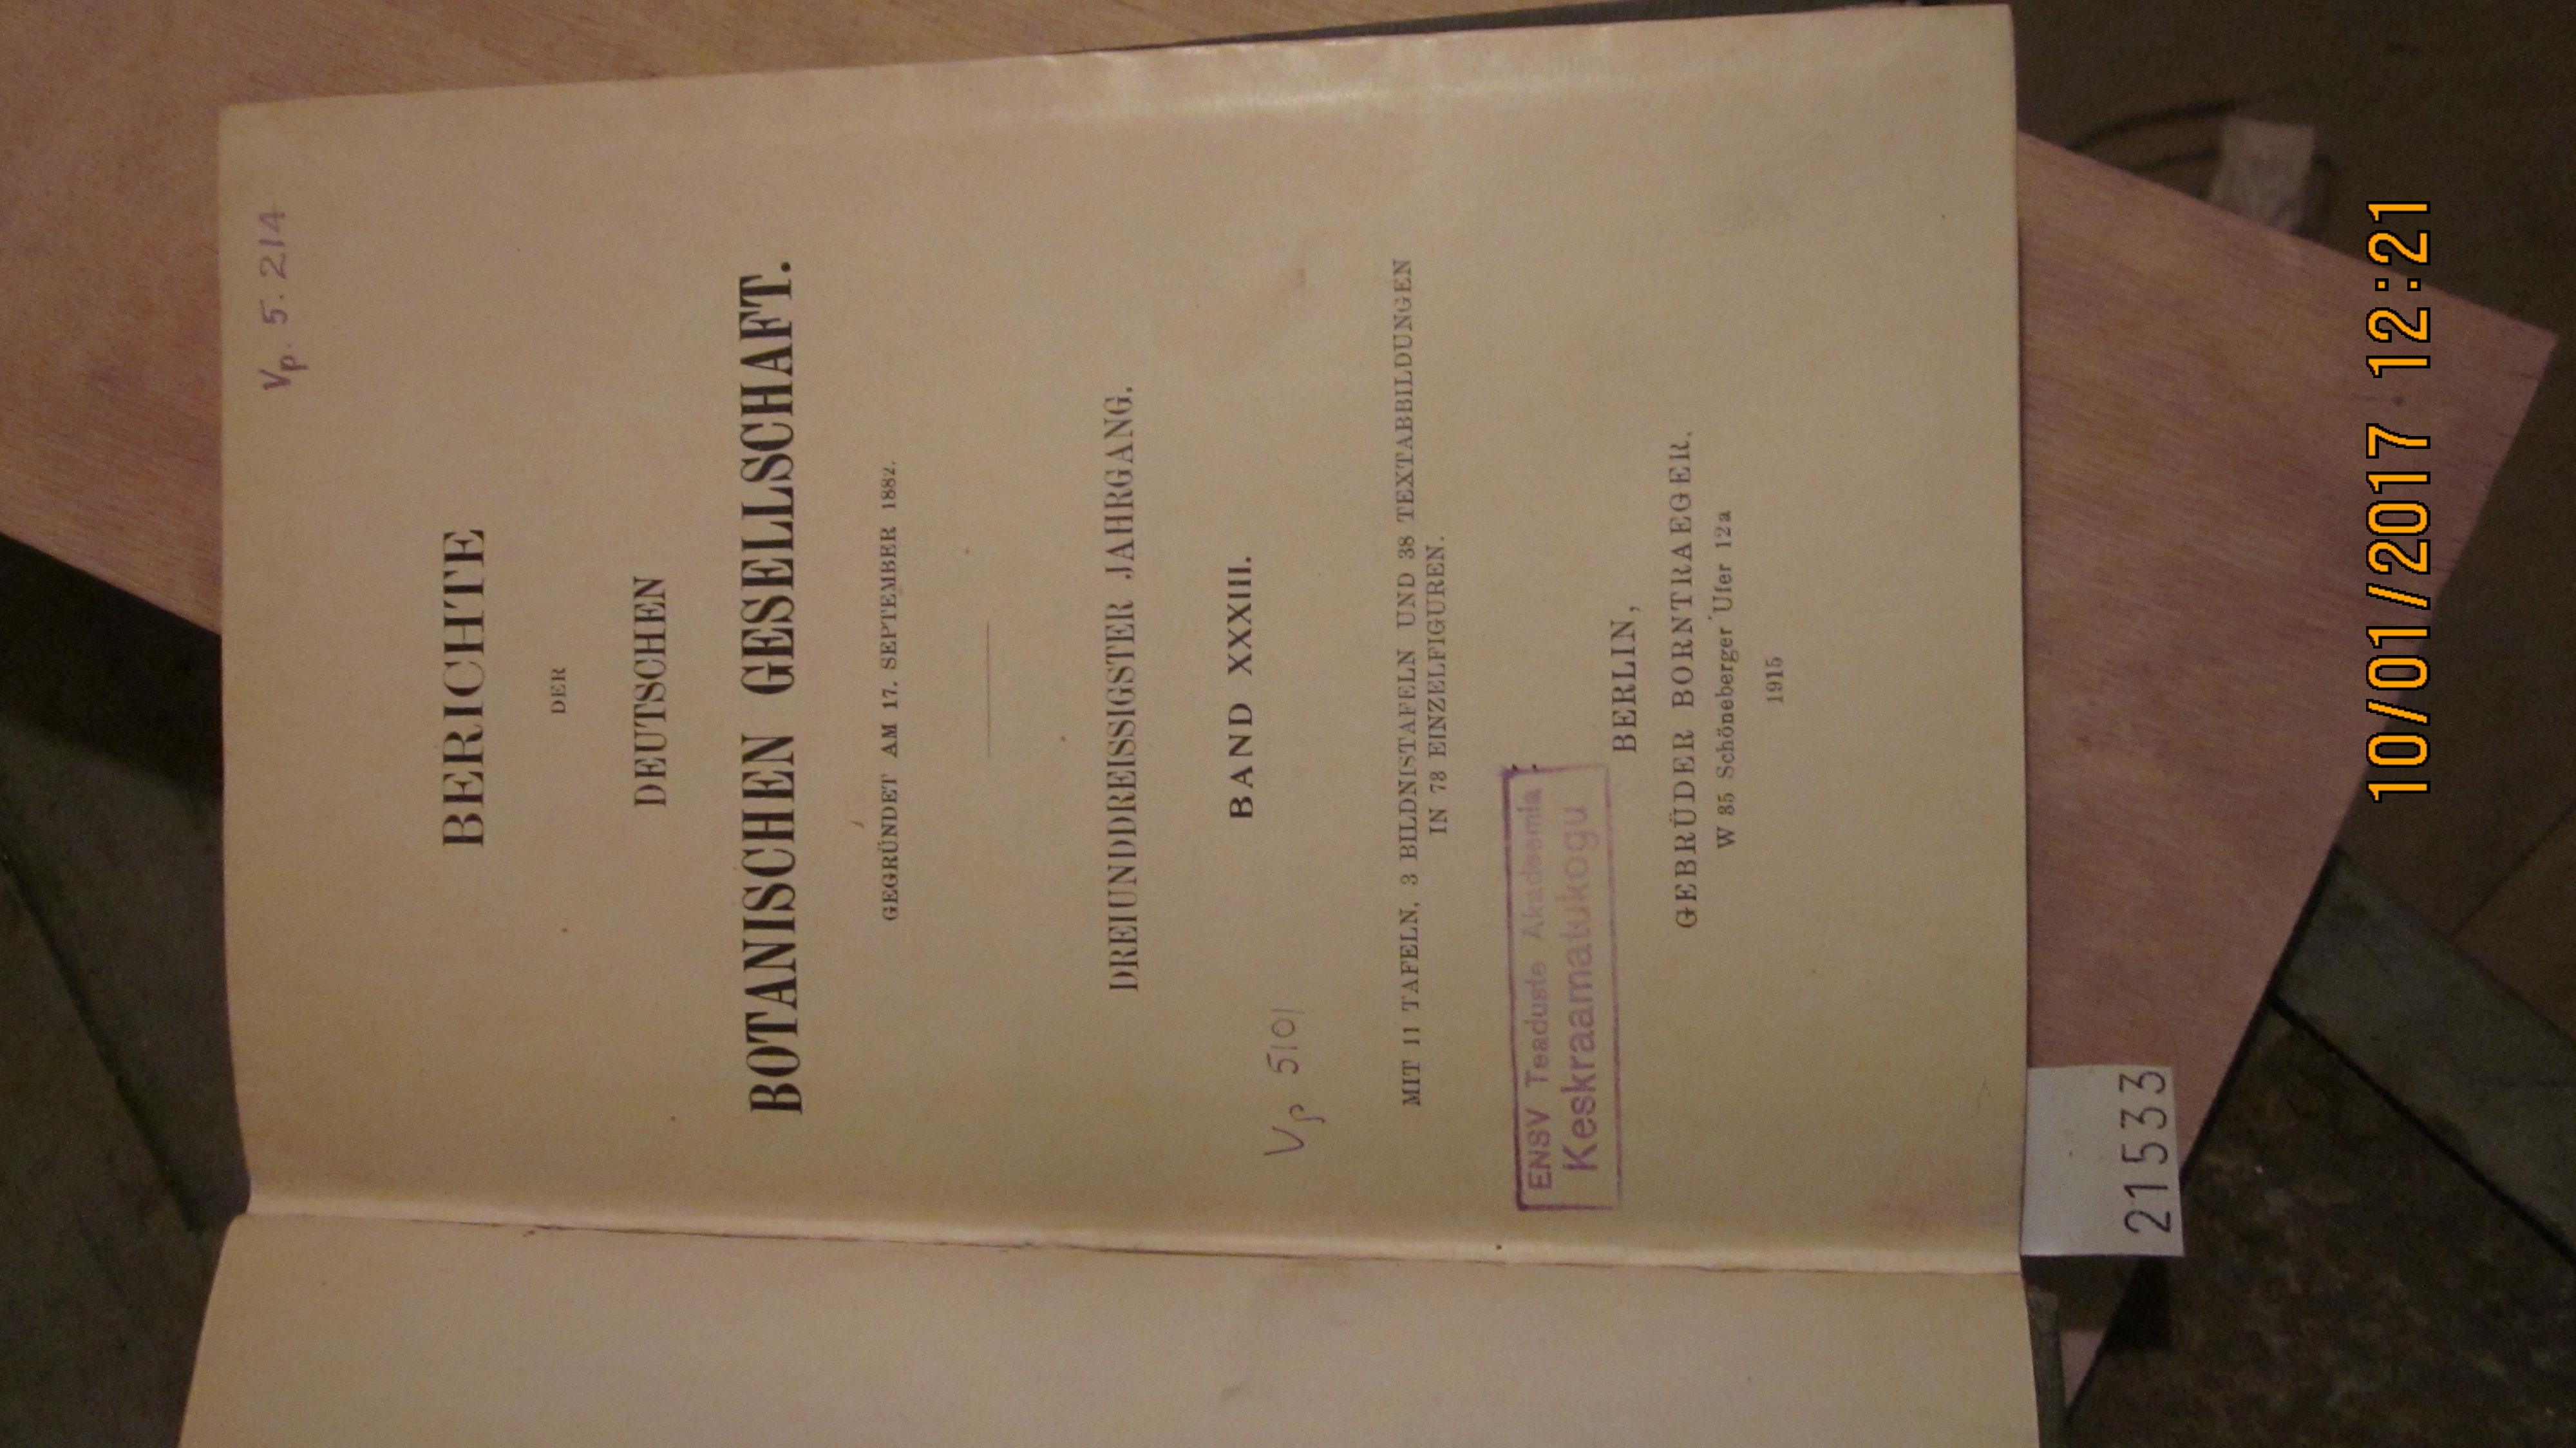 Vp. 5. 214
BERICHTE
DER
DEUTSCHEN
BOTANISCHEN GESELLSCHAFT.
GEGRÜNDET AM 17. SEPTEMBER 1882.
DREIUNDDREISSIGSTER JAHRGANG.
BAND XXXIII.
Vp 5101
MIT 11 TAFELN, 3 BILDNISTAFELN UND 38 TEXTABBILDUNGEN
IN 78 EINZELFIGUREN.
ENSV Teaduste Akadeemia
Keskraamatukogu
BERLIN,
GEBRÜDER BORNTRAEGER.
W 35 Schöneberger Ufer 12a
1915
21533
10/01/2017 12:21